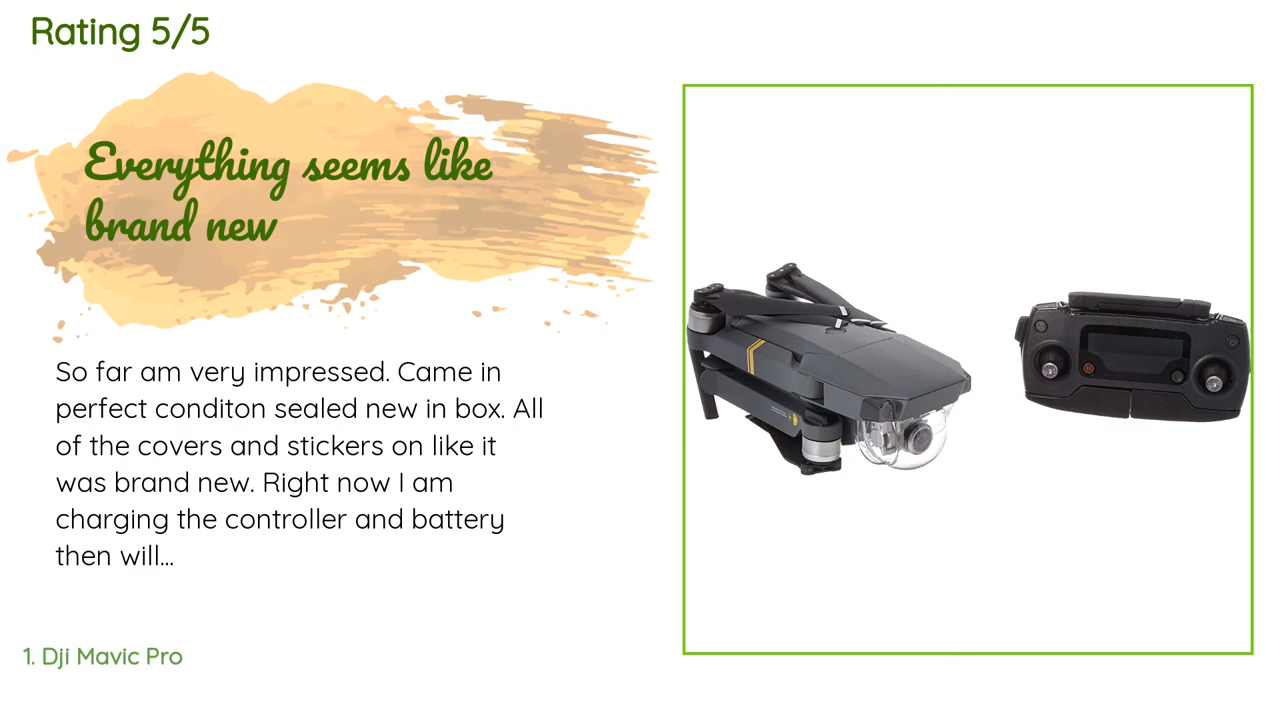 Rating 5/5
Everything seems like
brand new
So far am very impressed. Came in
perfect conditon sealed new in box. All
of the covers and stickers on like it
was brand new. Right now I am
charging the controller and battery
then will...
1. Dji Mavic Pro